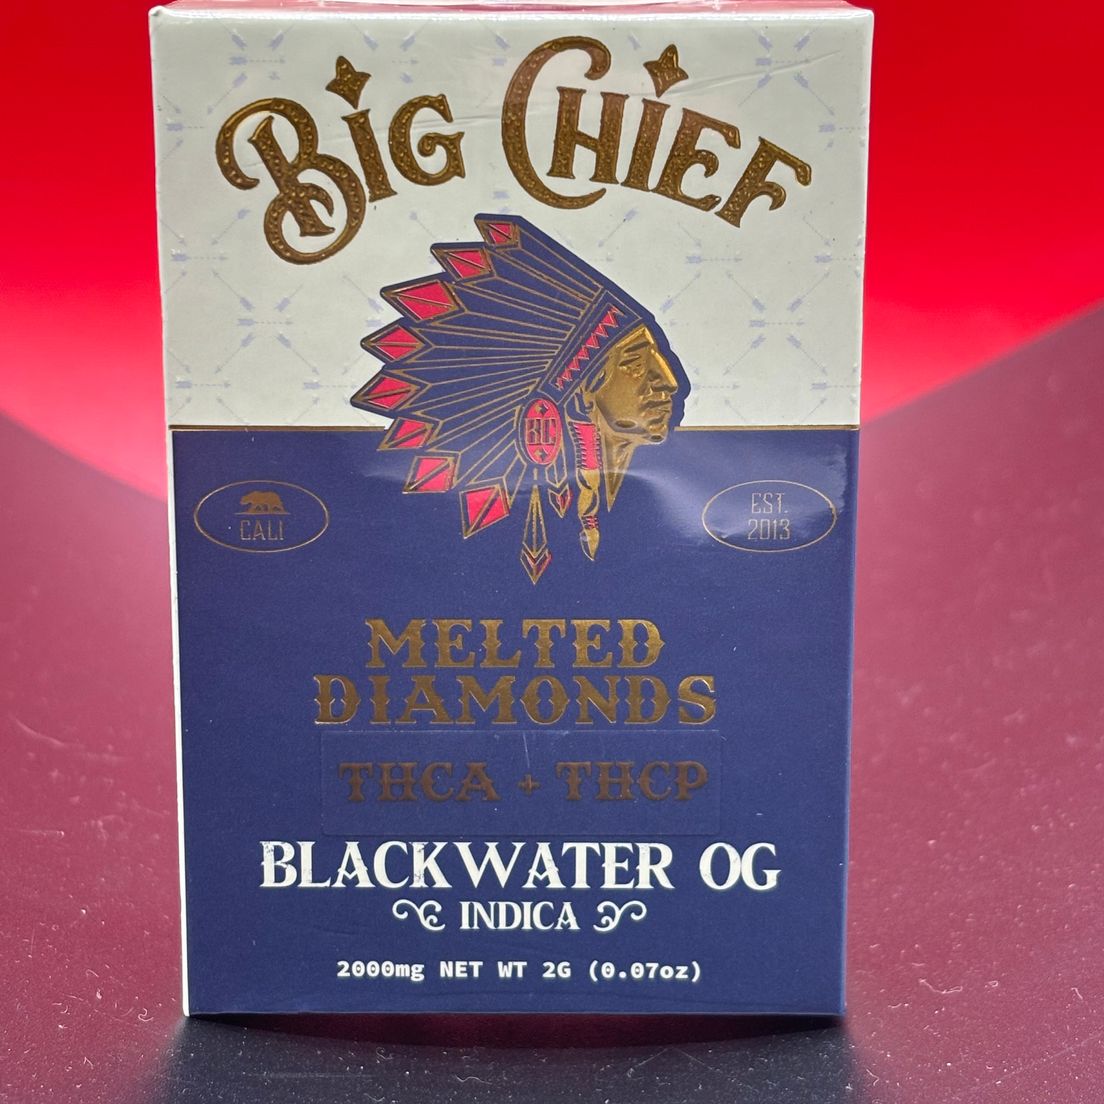 BIG CHIEF
BC
CALI
EST.
2013
MELTED
DIAMONDS
THCA + THCP
BLACKWATER OG
INDICA
2000mg NET WT 2G (0.07oz)